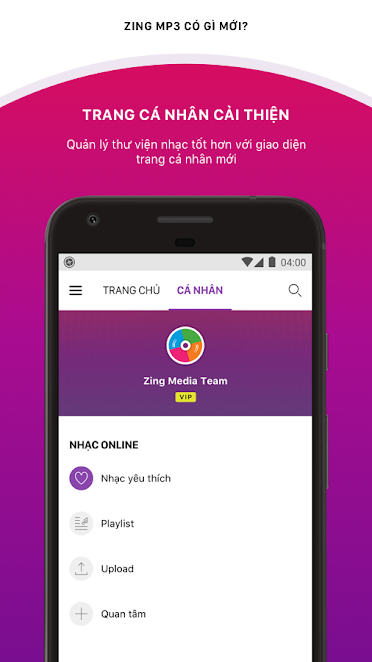 ZING MP3 CÓ GÌ MỚI?
TRANG CÁ NHÂN CẢI THIỆN
Quản lý thư viện nhạc tốt hơn với giao diện
trang cá nhân mới
04:00
TRANG CHỦ CÁ NHÂN
Zing Media Team
VIP
NHẠC ONLINE
Nhạc yêu thích
Playlist
Upload
Quan tâm